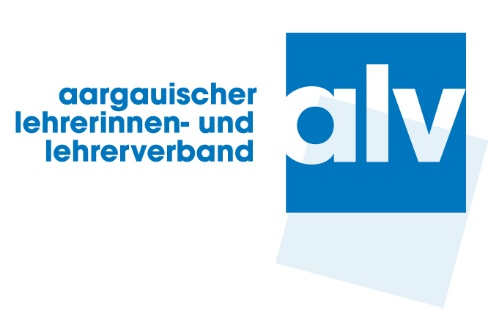 aargauischer
lehrerinnen- und
lehrerverband
alv